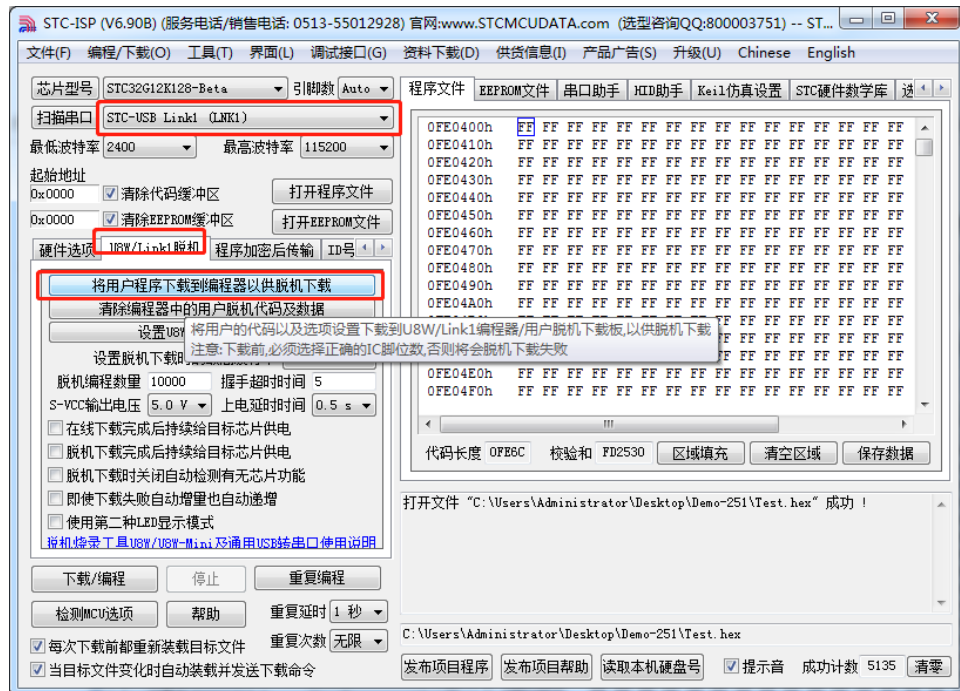 STC-ISP (V6.90B) (服务电话/销售电话: 0513-55012928) 官网:www.STCMCUDATA.com (选型咨询QQ:800003751) -- ST...
文件(F) 编程/下载(O) 工具(T) 界面(L) 调试接口(G) 资料下载(D) 供货信息(I) 产品广告(S) 升级(U) Chinese English
芯片型号 STC32G12K128-Beta 引脚数 Auto
扫描串口 STC-USB Link1 (LNK1)
最低波特率 2400 最高波特率 115200
起始地址
0x0000 清除代码缓冲区 打开程序文件
0x0000 清除EEPROM缓冲区 打开EEPROM文件
硬件选项 U8W/Link1脱机 程序加密后传输 ID号
将用户程序下载到编程器以供脱机下载
清除编程器中的用户脱机代码及数据
设置U8W
设置脱机下载时
脱机编程数量 10000 握手超时时间 5
S-VCC输出电压 5.0 V 上电延时时间 0.5 s
在线下载完成后持续给目标芯片供电
脱机下载完成后持续给目标芯片供电
脱机下载时关闭自动检测有无芯片功能
即使下载失败自动增量也自动递增
使用第二种LED显示模式
脱机烧录工具U8W/U8W-Mini及通用USB转串口使用说明
下载/编程 停止 重复编程
检测MCU选项 帮助 重复延时 1 秒
每次下载前都重新装载目标文件 重复次数 无限
当目标文件变化时自动装载并发送下载命令
将用户的代码以及选项设置下载到U8W/Link1编程器/用户脱机下载板,以供脱机下载
注意:下载前,必须选择正确的IC脚位数,否则将会脱机下载失败
程序文件 EEPROM文件 串口助手 HID助手 Keil仿真设置 STC硬件数学库 选
0FE0400h FF FF FF FF FF FF FF FF FF FF FF FF FF FF FF FF
0FE0410h FF FF FF FF FF FF FF FF FF FF FF FF FF FF FF FF
0FE0420h FF FF FF FF FF FF FF FF FF FF FF FF FF FF FF FF
0FE0430h FF FF FF FF FF FF FF FF FF FF FF FF FF FF FF FF
0FE0440h FF FF FF FF FF FF FF FF FF FF FF FF FF FF FF FF
0FE0450h FF FF FF FF FF FF FF FF FF FF FF FF FF FF FF FF
0FE0460h FF FF FF FF FF FF FF FF FF FF FF FF FF FF FF FF
0FE0470h FF FF FF FF FF FF FF FF FF FF FF FF FF FF FF FF
0FE0480h FF FF FF FF FF FF FF FF FF FF FF FF FF FF FF FF
0FE0490h FF FF FF FF FF FF FF FF FF FF FF FF FF FF FF FF
0FE04A0h FF FF FF FF FF FF FF FF FF FF FF FF FF FF FF FF
0FE04E0h FF FF FF FF FF FF FF FF FF FF FF FF FF FF FF FF
0FE04F0h FF FF FF FF FF FF FF FF FF FF FF FF FF FF FF FF
代码长度 0FE6C 校验和 FD2530 区域填充 清空区域 保存数据
打开文件 "C:\Users\Administrator\Desktop\Demo-251\Test.hex" 成功 !
C:\Users\Administrator\Desktop\Demo-251\Test.hex
发布项目程序 发布项目帮助 读取本机硬盘号 提示音 成功计数 5135 清零